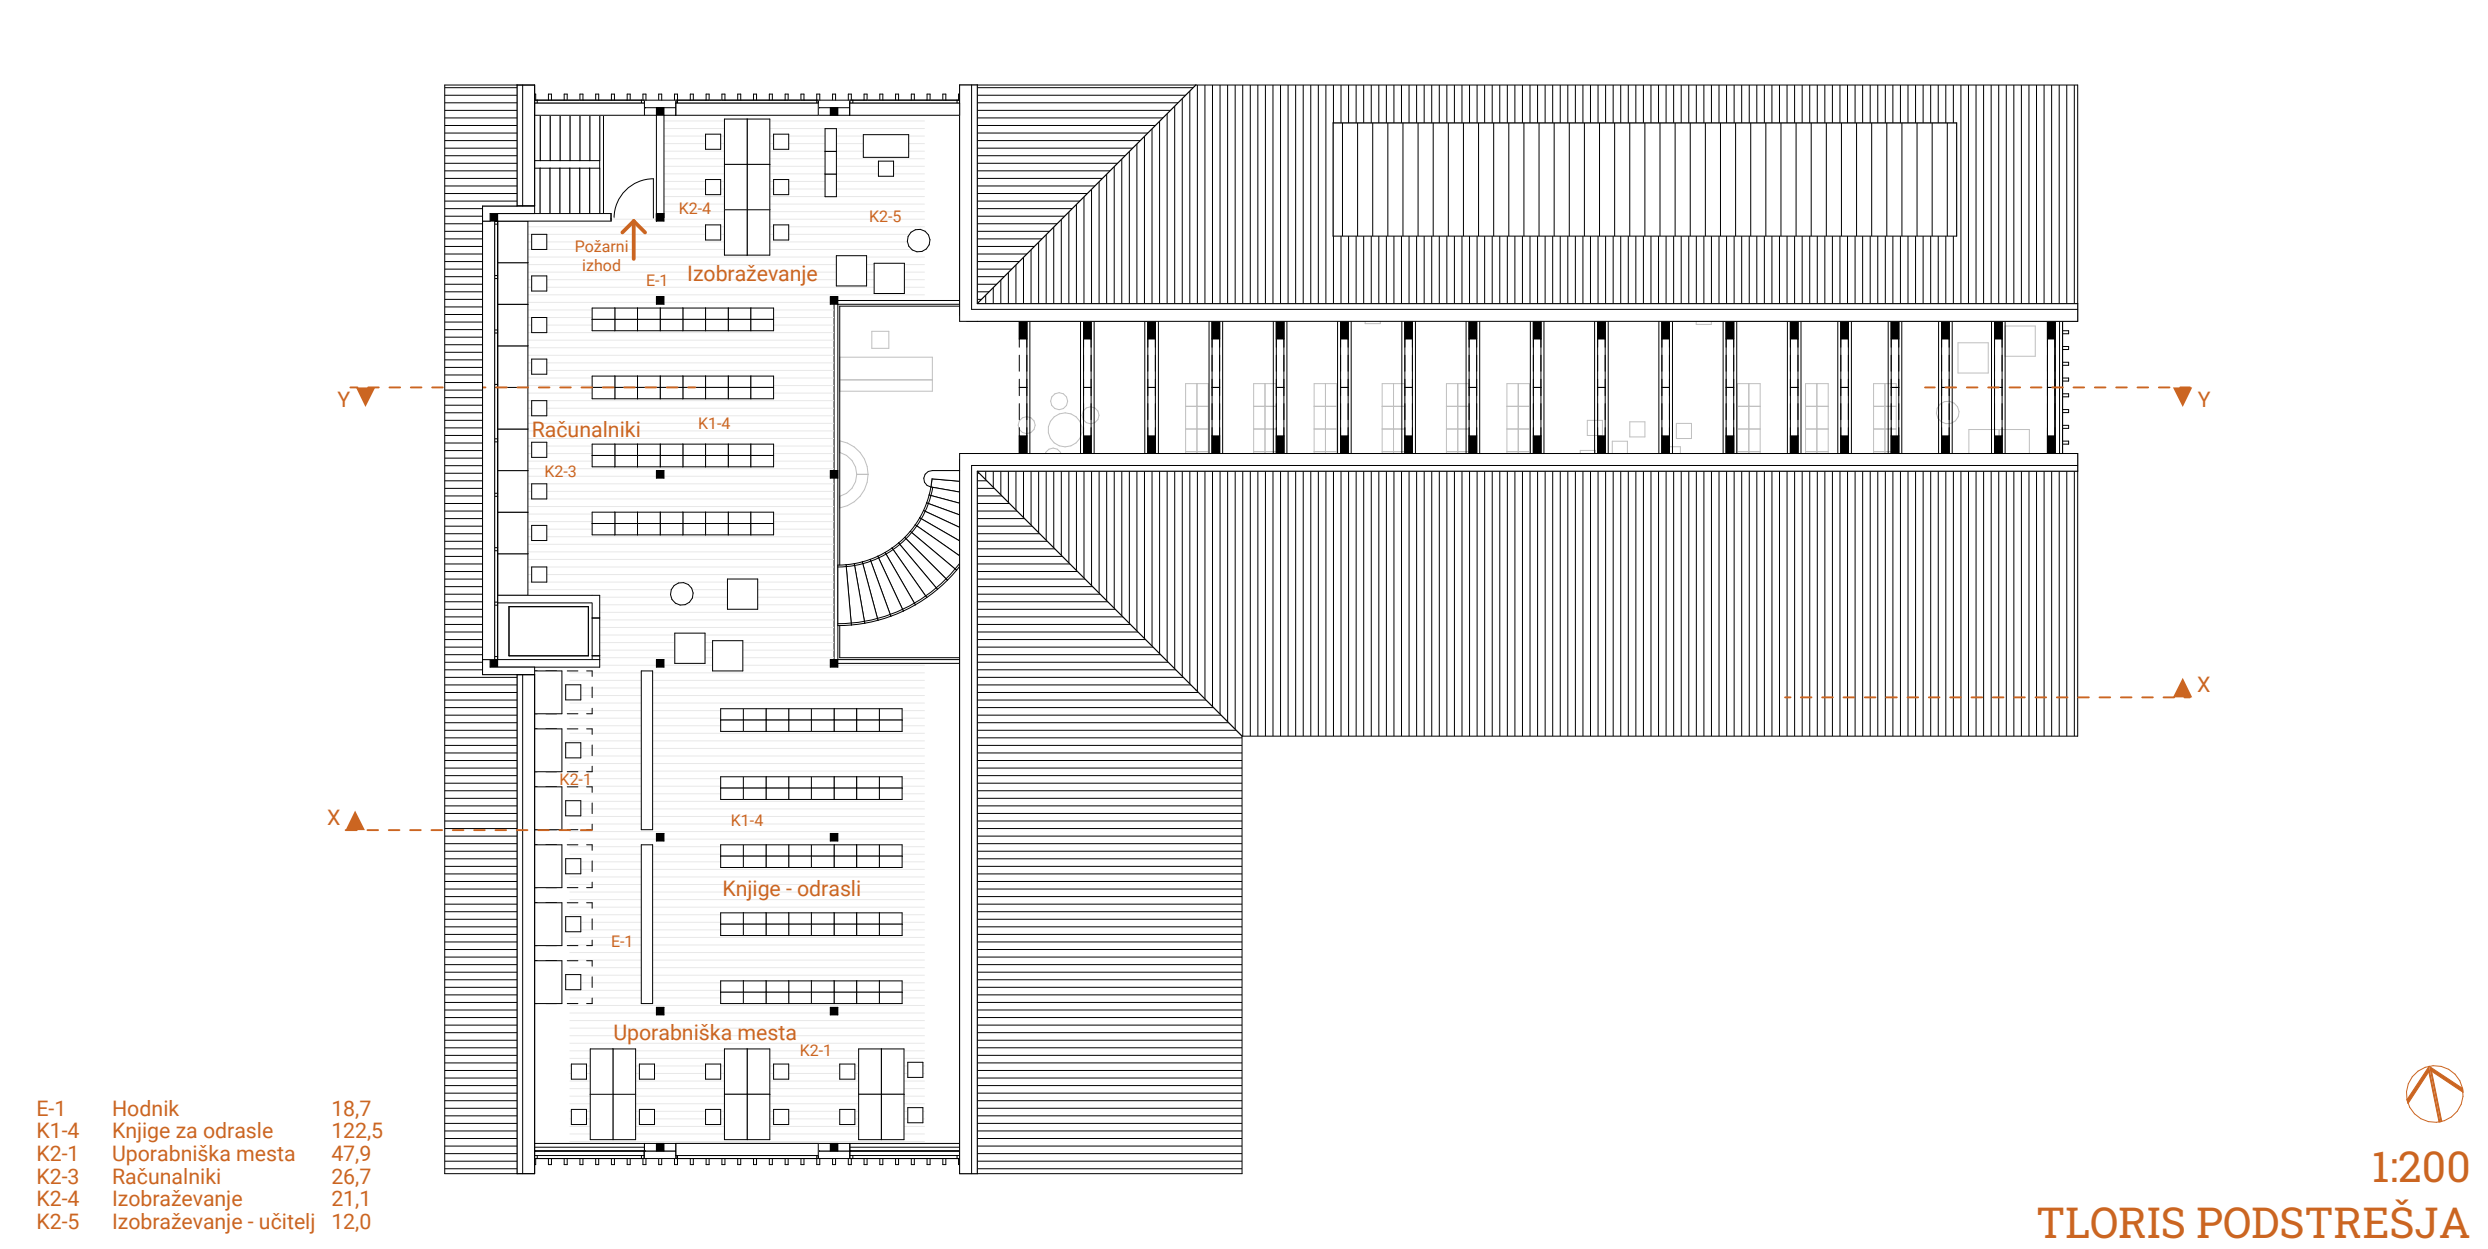 K2-4
K2-5
Požarni
izhod
E-1
Izobraževanje
Y
Y
Računalniki
K1-4
K2-3
X
K2-1
X
K1-4
Knjige - odrasli
E-1
Uporabniška mesta
K2-1
E-1 Hodnik 18,7
K1-4 Knjige za odrasle 122,5
K2-1 Uporabniška mesta 47,9
K2-3 Računalniki 26,7
K2-4 Izobraževanje 21,1
K2-5 Izobraževanje - učitelj 12,0
1:200
TLORIS PODSTREŠJA